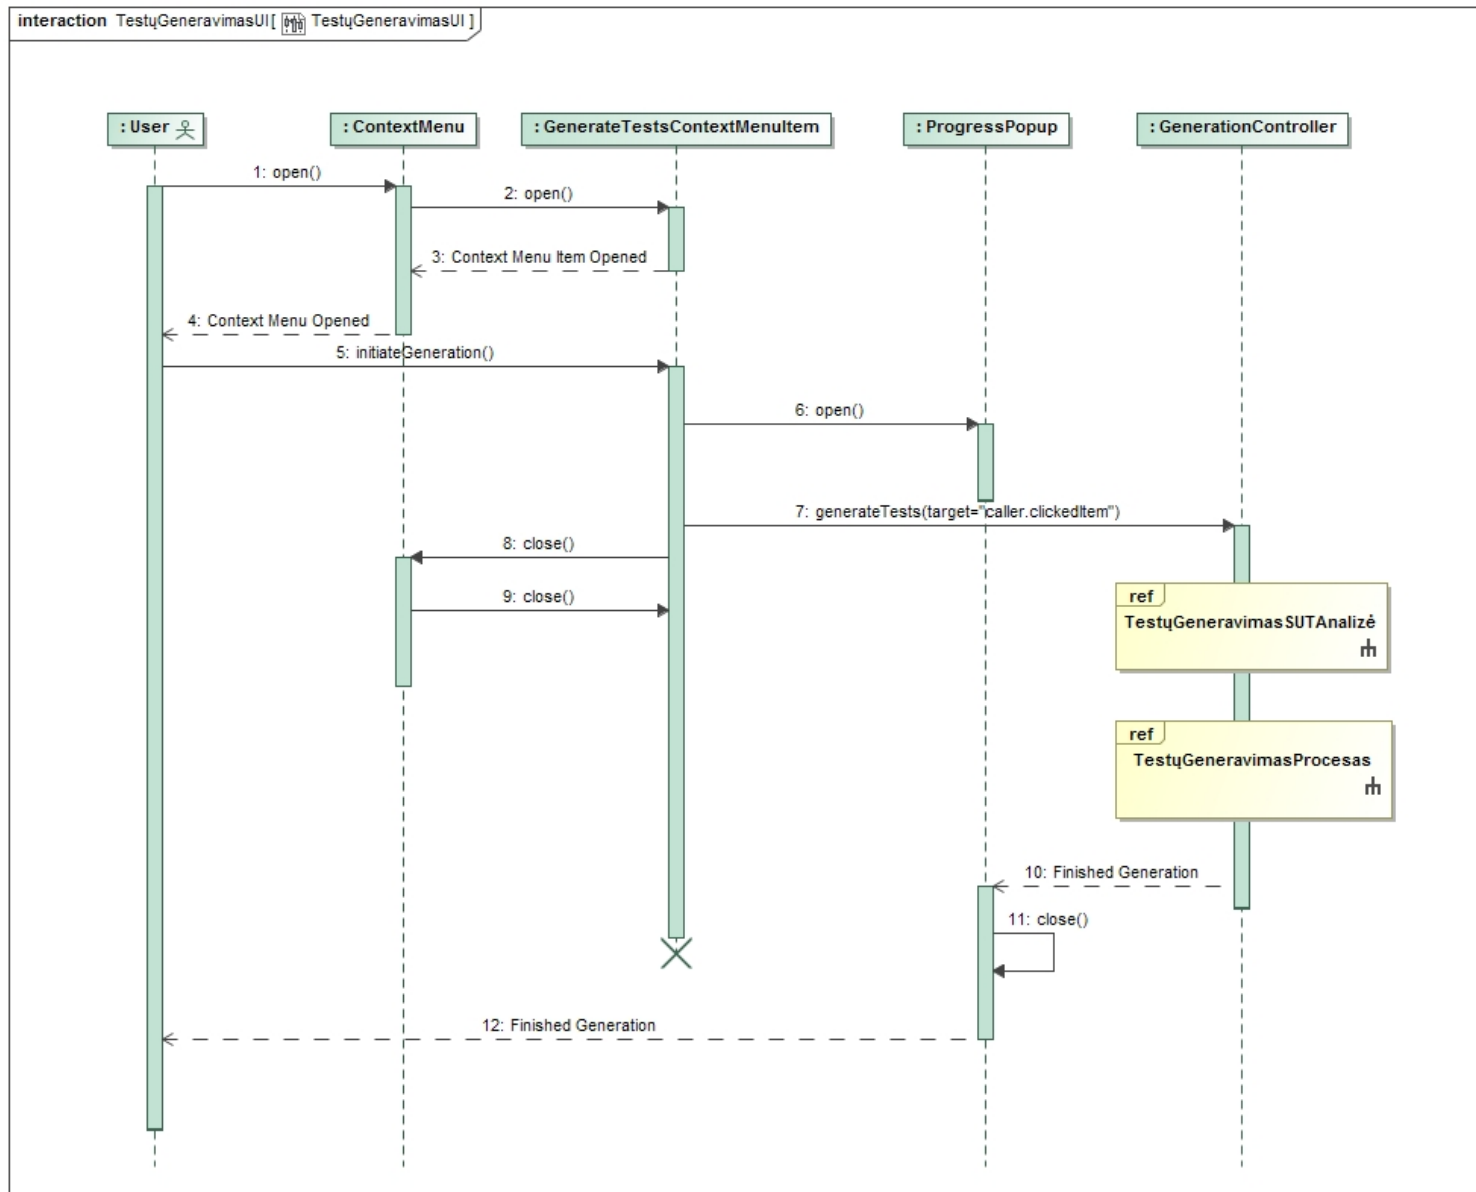 interaction TestųGeneravimasUI[ TestųGeneravimasUI ]
: User
: ContextMenu
: GenerateTestsContextMenuItem
: ProgressPopup
: GenerationController
1: open()
2: open()
3: Context Menu Item Opened
4: Context Menu Opened
5: initiateGeneration()
6: open()
7: generateTests(target="caller.clickedItem")
8: close()
9: close()
ref
TestųGeneravimasSUTAnalizė
ref
TestųGeneravimasProcesas
10: Finished Generation
11: close()
12: Finished Generation